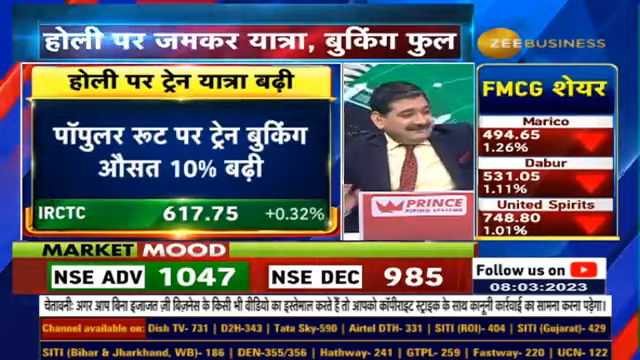 होली पर जमकर यात्रा, बुकिंग फुल
ZEEBUSINESS
होली पर ट्रेन यात्रा बढ़ी
पॉपुलर रूट पर ट्रेन बुकिंग
औसत 10% बढ़ी
IRCTC 617.75 +0.32%
PRINCE
PIPING SYSTEMS
FMCG शेयर
Marico
494.65
1.26%
Dabur
531.05
1.11%
United Spirits
748.80
1.01%
MARKET MOOD
NSE ADV 1047 NSE DEC 985
Follow us on
08:03:2023
चेतावनी: अगर आप बिना इजाजत ज़ी बिज़नेस के किसी भी वीडियो का इस्तेमाल करते हैं तो आपको कॉपीराइट स्ट्राइक के साथ कानूनी कार्रवाई का सामना करना पड़ेगा।
Channel available on: Dish TV- 731 | D2H-343 | Tata Sky-590 | Airtel DTH- 331 | SITI (ROI) - 404 | SITI (Gujarat) - 429
SITI (Bihar & Jharkhand, WB)- 186 | DEN-355/356 | Hathway-241 | GTPL-259 | Fastway-220 | UCN-122